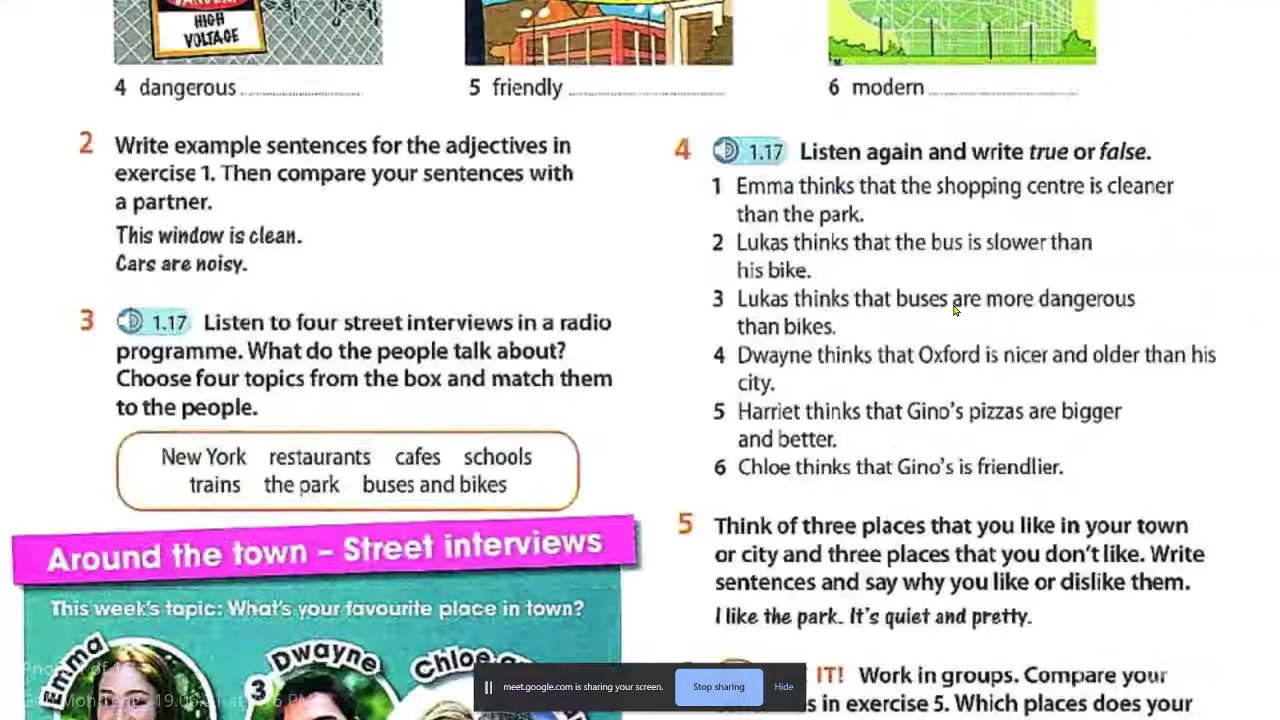 HIGH
VOLTAGE
4 dangerous
5 friendly
6 modern
2 Write example sentences for the adjectives in
exercise 1. Then compare your sentences with
a partner.
This window is clean.
Cars are noisy.
3 1.17 Listen to four street interviews in a radio
programme. What do the people talk about?
Choose four topics from the box and match them
to the people.
New York restaurants cafes schools
trains the park buses and bikes
Around the town – Street interviews
This week's topic: What's your favourite place in town?
Emma
3 Dwayne
Chloe
4 1.17 Listen again and write true or false.
1 Emma thinks that the shopping centre is cleaner
than the park.
2 Lukas thinks that the bus is slower than
his bike.
3 Lukas thinks that buses are more dangerous
than bikes.
4 Dwayne thinks that Oxford is nicer and older than his
city.
5 Harriet thinks that Gino's pizzas are bigger
and better.
6 Chloe thinks that Gino's is friendlier.
5 Think of three places that you like in your town
or city and three places that you don't like. Write
sentences and say why you like or dislike them.
I like the park. It's quiet and pretty.
IT! Work in groups. Compare your
s in exercise 5. Which places does your
meet.google.com is sharing your screen.
Stop sharing
Hide